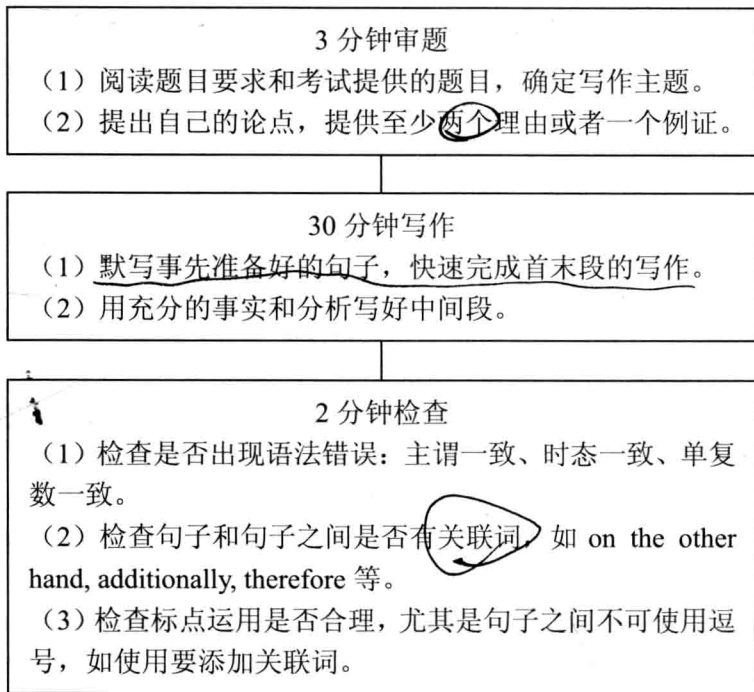 3 分钟审题
（1）阅读题目要求和考试提供的题目，确定写作主题。
（2）提出自己的论点，提供至少两个理由或者一个例证。
30 分钟写作
（1）默写事先准备好的句子，快速完成首末段的写作。
（2）用充分的事实和分析写好中间段。
2 分钟检查
（1）检查是否出现语法错误：主谓一致、时态一致、单复
数一致。
（2）检查句子和句子之间是否有关联词，如 on the other
hand, additionally, therefore 等。
（3）检查标点运用是否合理，尤其是句子之间不可使用逗
号，如使用要添加关联词。